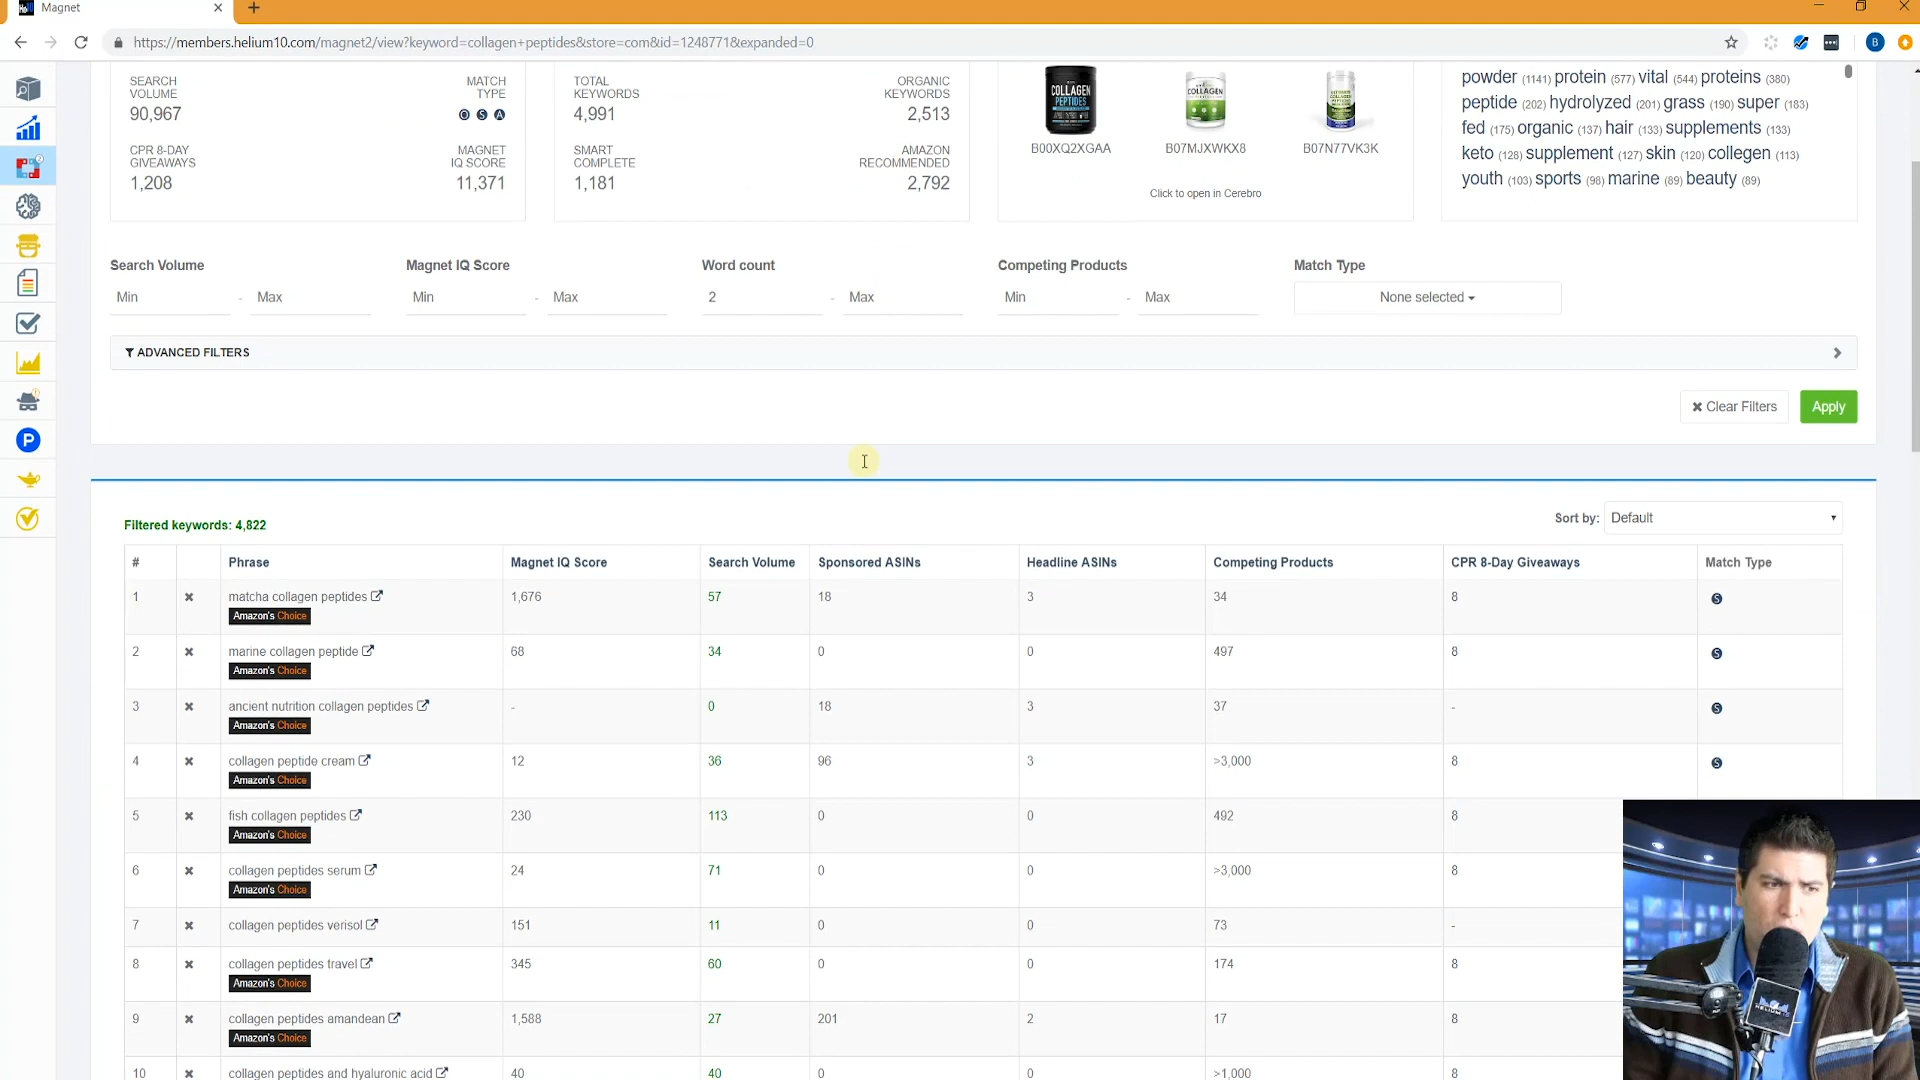 Magnet
https://members.helium10.com/magnet2/view?keyword=collagen+peptides&store=com&id=1248771&expanded=0
B
SEARCH VOLUME
90,967
MATCH TYPE
O S A
CPR 8-DAY GIVEAWAYS
1,208
MAGNET IQ SCORE
11,371
TOTAL KEYWORDS
4,991
ORGANIC KEYWORDS
2,513
SMART COMPLETE
1,181
AMAZON RECOMMENDED
2,792
COLLAGEN PEPTIDES
COLLAGEN
B00XQ2XGAA B07MJXWKX8 B07N77VK3K
Click to open in Cerebro
powder (1141) protein (577) vital (544) proteins (380)
peptide (202) hydrolyzed (201) grass (190) super (183)
fed (175) organic (137) hair (133) supplements (133)
keto (128) supplement (127) skin (120) collegen (113)
youth (103) sports (98) marine (89) beauty (89)
Search Volume Magnet IQ Score Word count Competing Products Match Type
Min - Max Min - Max 2 - Max Min - Max None selected
ADVANCED FILTERS
Clear Filters Apply
P
Filtered keywords: 4,822
Sort by: Default
# Phrase Magnet IQ Score Search Volume Sponsored ASINs Headline ASINs Competing Products CPR 8-Day Giveaways Match Type
1 matcha collagen peptides 1,676 57 18 3 34 8 S
Amazon's Choice
2 marine collagen peptide 68 34 0 0 497 8 S
Amazon's Choice
3 ancient nutrition collagen peptides - 0 18 3 37 - S
Amazon's Choice
4 collagen peptide cream 12 36 96 3 >3,000 8 S
Amazon's Choice
5 fish collagen peptides 230 113 0 0 492 8
Amazon's Choice
6 collagen peptides serum 24 71 0 0 >3,000 8
Amazon's Choice
7 collagen peptides verisol 151 11 0 0 73 -
8 collagen peptides travel 345 60 0 0 174 8
Amazon's Choice
9 collagen peptides amandean 1,588 27 201 2 17 8
Amazon's Choice
10 collagen peptides and hyaluronic acid 40 40 0 0 >1,000 8
HELIUM 10